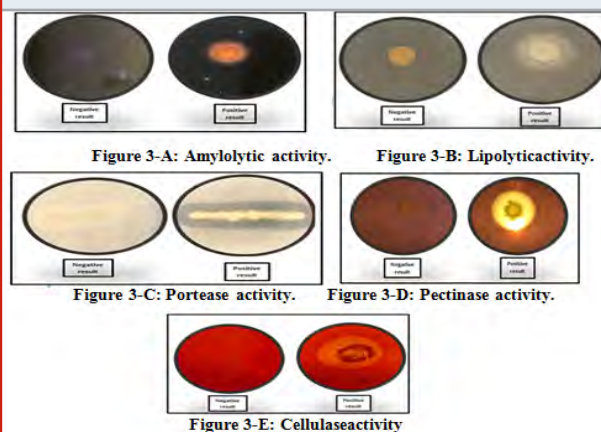 Negative result
Positive result
Negative result
Positive result
Figure 3-A: Amylolytic activity.
Figure 3-B: Lipolyticactivity.
Negative result
Positive result
Negative result
Positive result
Figure 3-C: Portease activity.
Figure 3-D: Pectinase activity.
Negative result
Positive result
Figure 3-E: Cellulaseactivity